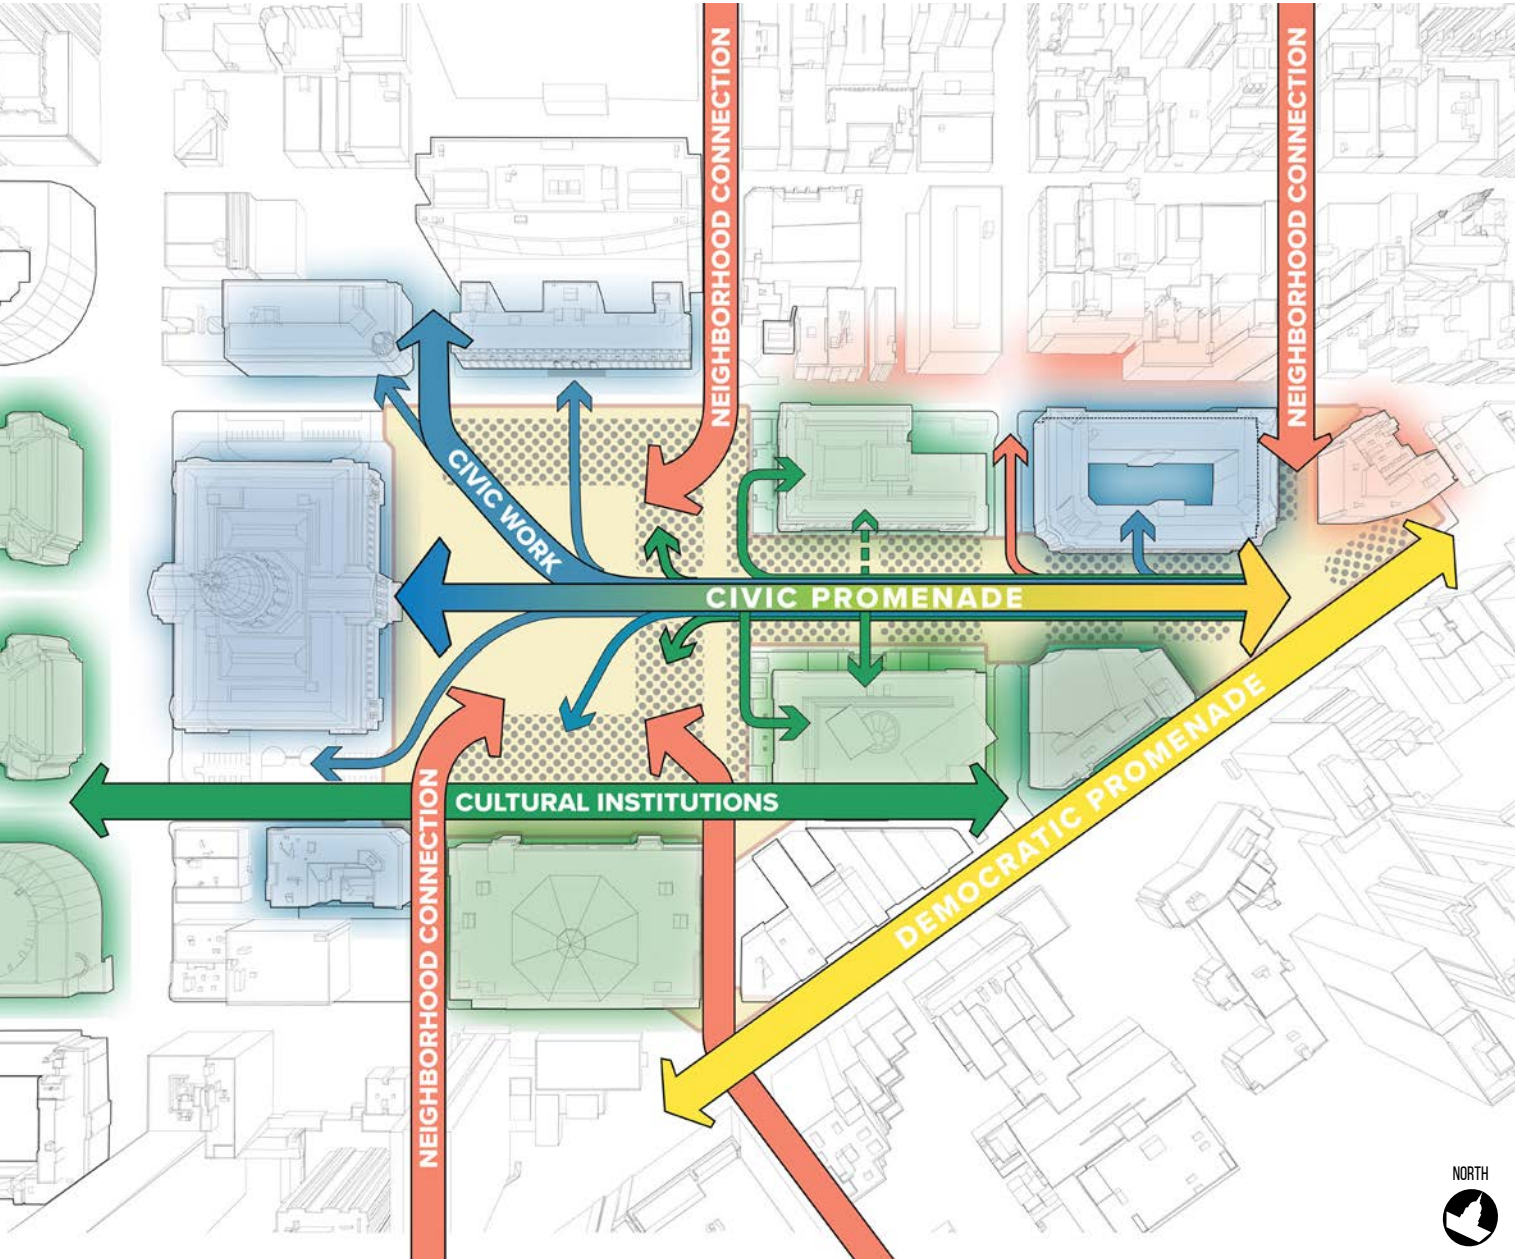 NEIGHBORHOOD CONNECTION
NEIGHBORHOOD CONNECTION
CIVIC WORK
CIVIC PROMENADE
CULTURAL INSTITUTIONS
NEIGHBORHOOD CONNECTION
DEMOCRATIC PROMENADE
NORTH